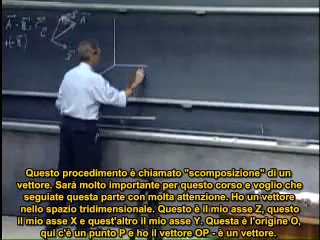 Questo procedimento è chiamato "scomposizione" di un
vettore. Sarà molto importante per questo corso e voglio che
seguiate questa parte con molta attenzione. Ho un vettore
nello spazio tridimensionale. Questo è il mio asse Z, questo
il mio asse X e quest'altro il mio asse Y. Questa è l'origine O,
qui c'è un punto P e ho il vettore OP - è un vettore.